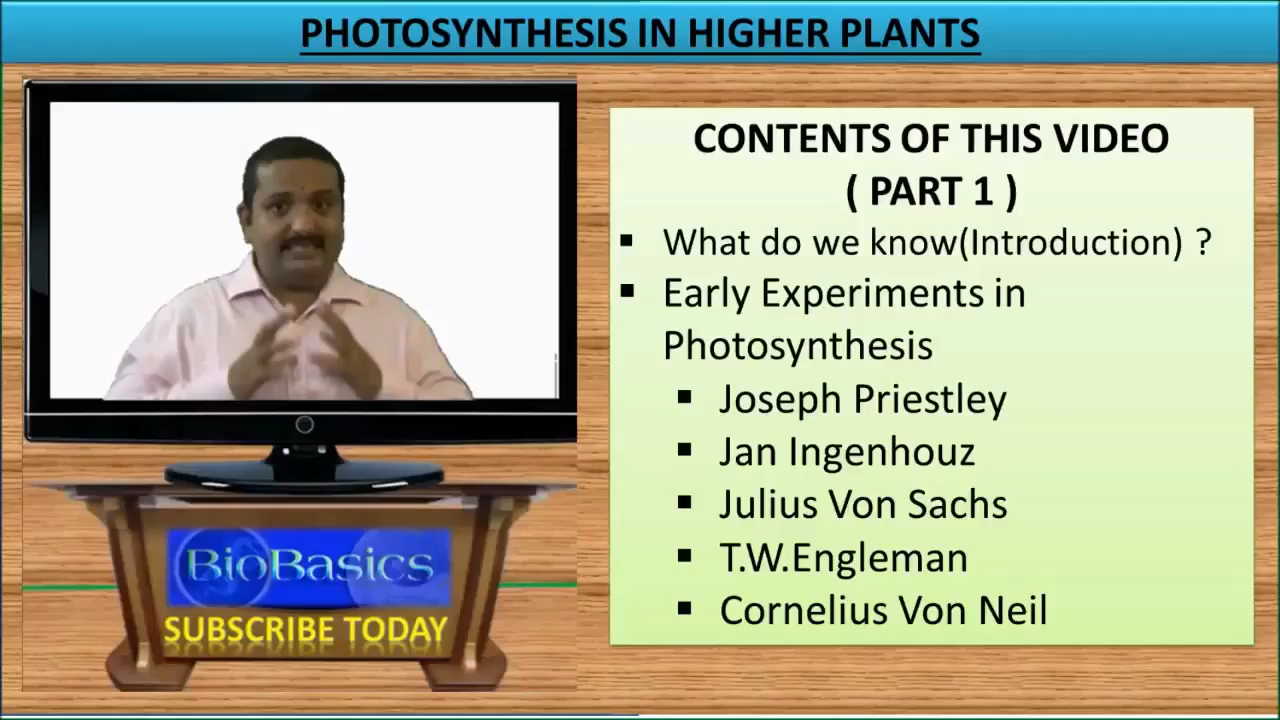 PHOTOSYNTHESIS IN HIGHER PLANTS
CONTENTS OF THIS VIDEO
( PART 1 )
▪ What do we know(Introduction) ?
▪ Early Experiments in
Photosynthesis
▪ Joseph Priestley
▪ Jan Ingenhouz
▪ Julius Von Sachs
▪ T.W.Engleman
▪ Cornelius Von Neil
BioBasics
SUBSCRIBE TODAY